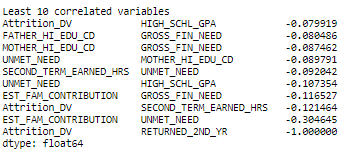 Least 10 correlated variables
Attrition_DV HIGH_SCHL_GPA -0.079919
FATHER_HI_EDU_CD GROSS_FIN_NEED -0.080486
MOTHER_HI_EDU_CD GROSS_FIN_NEED -0.087462
UNMET_NEED MOTHER_HI_EDU_CD -0.089791
SECOND_TERM_EARNED_HRS UNMET_NEED -0.092042
UNMET_NEED HIGH_SCHL_GPA -0.107354
EST_FAM_CONTRIBUTION GROSS_FIN_NEED -0.116527
Attrition_DV SECOND_TERM_EARNED_HRS -0.121464
EST_FAM_CONTRIBUTION UNMET_NEED -0.304645
Attrition_DV RETURNED_2ND_YR -1.000000
dtype: float64